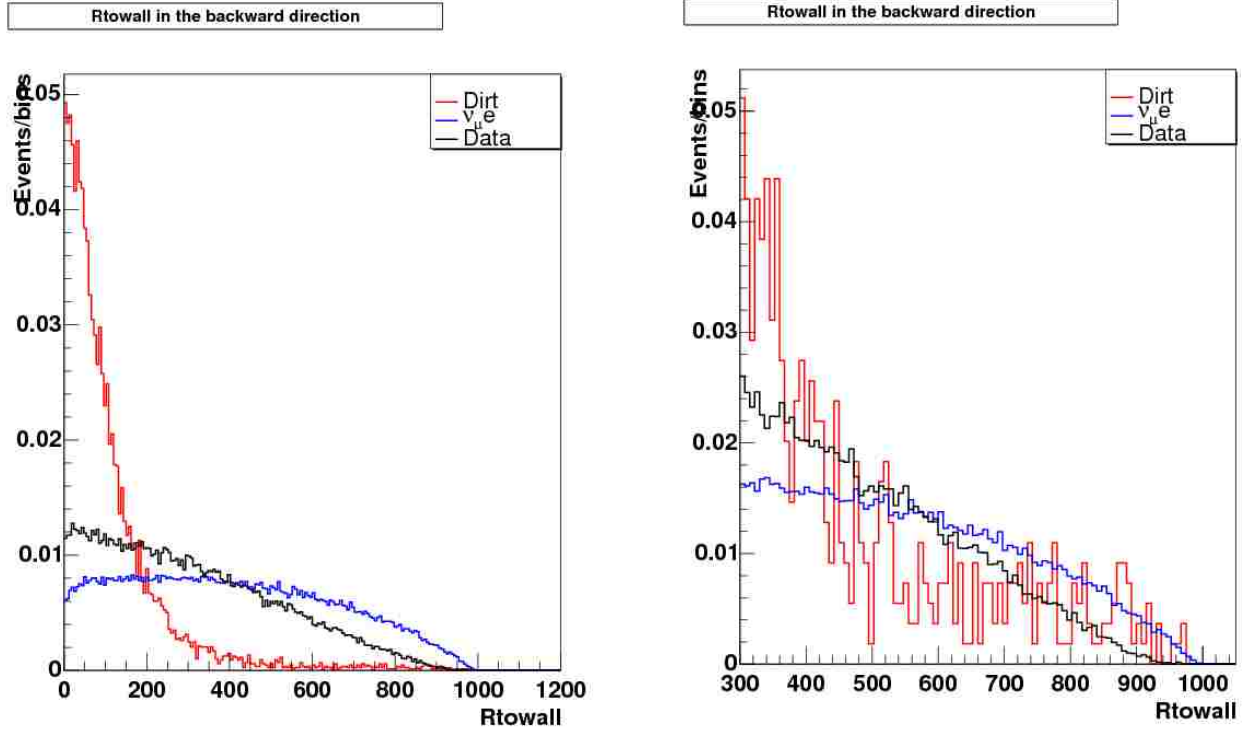 Rtowall in the backward direction
Events/bins
0.05
0.04
0.03
0.02
0.01
0
Dirt
νμe
Data
0 200 400 600 800 1000 1200
Rtowall
Rtowall in the backward direction
Events/bins
0.05
0.04
0.03
0.02
0.01
0
Dirt
νμe
Data
300 400 500 600 700 800 900 1000
Rtowall